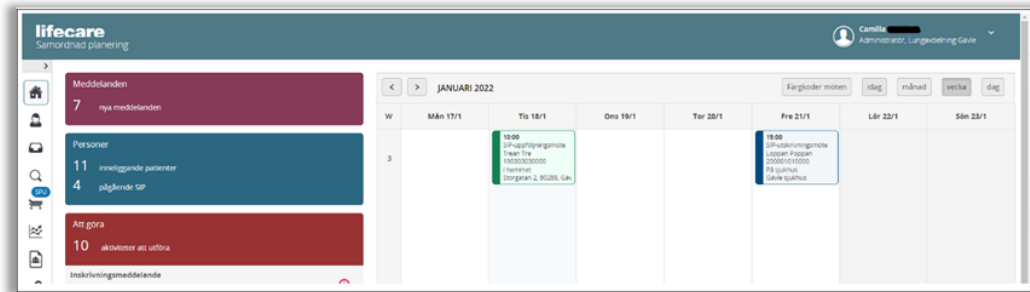 lifecare
Samordnad planering
Camilla
Administratör, Lungavdelning Gävle
Meddelanden
7 nya meddelanden
Personer
11 inneliggande patienter
4 pågående SIP
Att göra
10 aktiviteter att utföra
Inskrivningsmeddelande
SPU
JANUARI 2022
Färgkoder möten
idag
månad
vecka
dag
W Mån 17/1 Tis 18/1 Ons 19/1 Tor 20/1 Fre 21/1 Lör 22/1 Sön 23/1
3
10:00
SIP-uppföljningsmöte
Trean Tre
190303030000
I hemmet
Storgatan 2, 80288, Gäv
15:00
SIP-utskrivningsmöte
Loppan Poppan
200001010000
På sjukhus
Gävle sjukhus